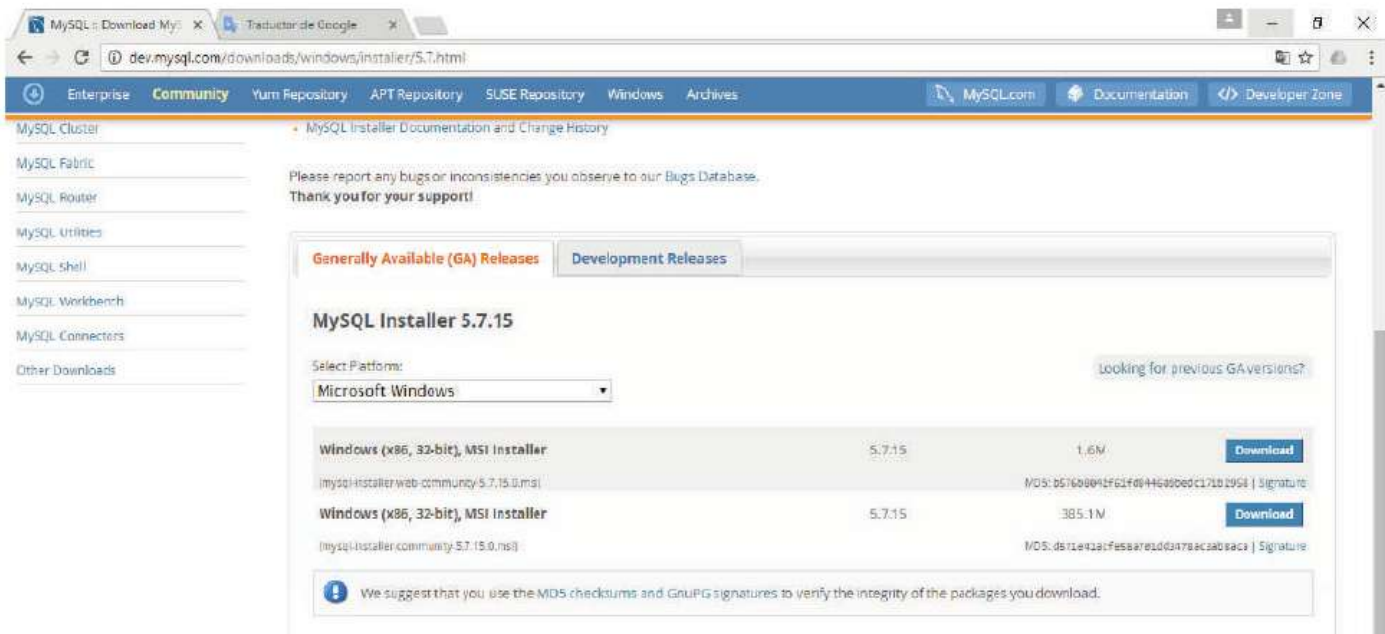 MySQL :: Download My
Traductor de Google
dev.mysql.com/downloads/windows/installer/5.7.html
Enterprise Community Yum Repository APT Repository SUSE Repository Windows Archives MySQL.com Documentation </> Developer Zone
MySQL Cluster
MySQL Installer Documentation and Change History
MySQL Fabric
Please report any bugs or inconsistencies you observe to our Bugs Database.
MySQL Router
Thank you for your support!
MySQL Utilities
MySQL Shell
Generally Available (GA) Releases Development Releases
MySQL Workbench
MySQL Installer 5.7.15
MySQL Connectors
Other Downloads
Select Platform:
Looking for previous GA versions?
Microsoft Windows
Windows (x86, 32-bit), MSI Installer 5.7.15 1.6M Download
(mysql-installer-web-community-5.7.15.0.msi) MD5: | Signature
Windows (x86, 32-bit), MSI Installer 5.7.15 385.1M Download
(mysql-installer-community-5.7.15.0.msi) MD5: | Signature
We suggest that you use the MD5 checksums and GnuPG signatures to verify the integrity of the packages you download.